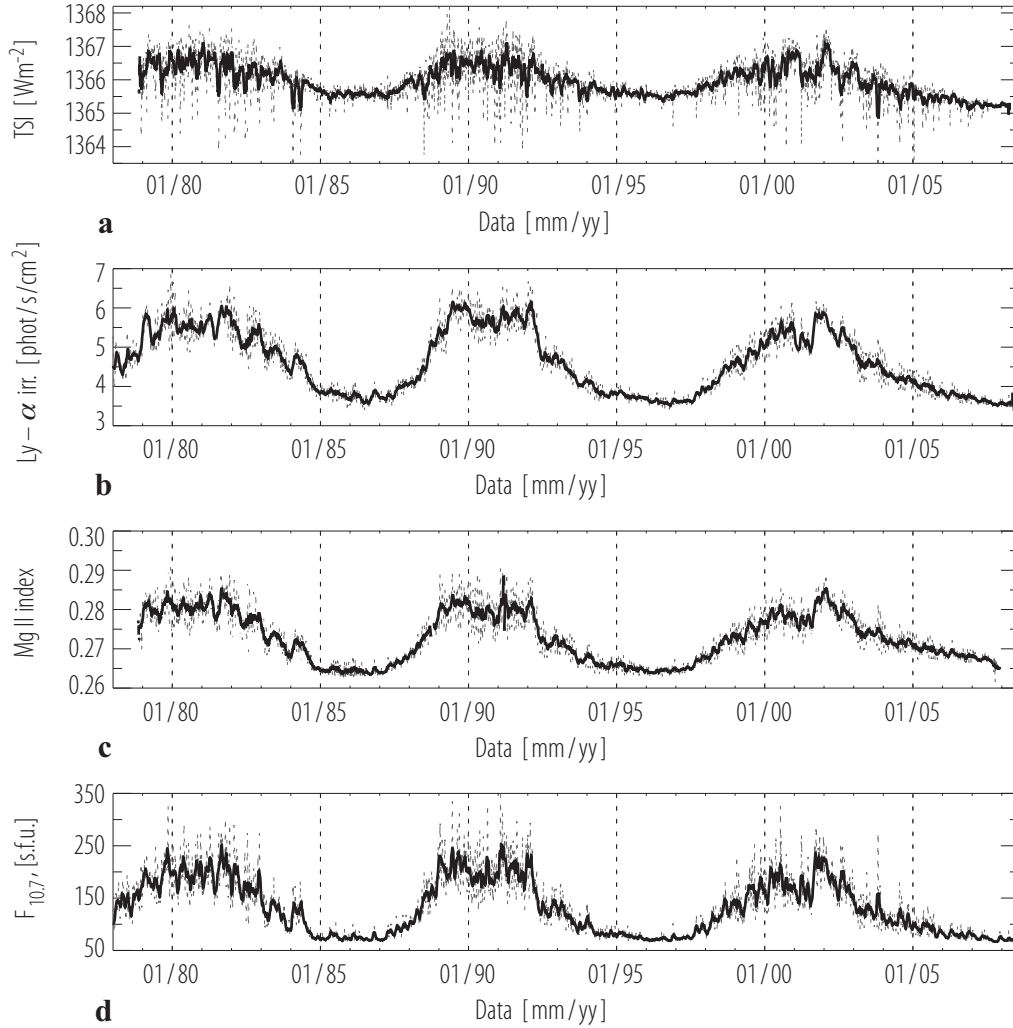 1368
1367
1366
1365
1364
TSI [Wm-2]
01/80 01/85 01/90 01/95 01/00 01/05
a Data [mm/yy]
7
6
5
4
3
Ly-α irr. [phot/s/cm2]
01/80 01/85 01/90 01/95 01/00 01/05
b Data [mm/yy]
0.30
0.29
0.28
0.27
0.26
Mg II index
01/80 01/85 01/90 01/95 01/00 01/05
c Data [mm/yy]
350
250
150
50
F10.7, [s.f.u.]
01/80 01/85 01/90 01/95 01/00 01/05
d Data [mm/yy]